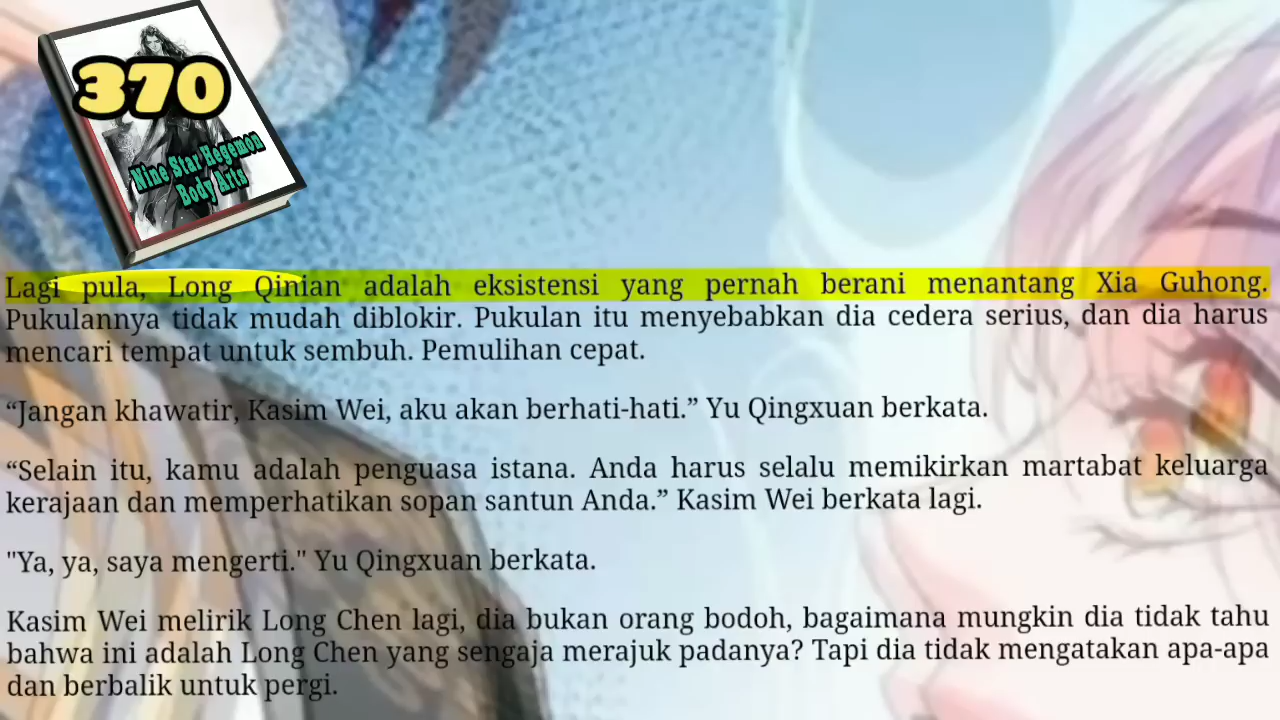 370
Nine Star Hegemon
Body Arts
Lagi pula, Long Qinian adalah eksistensi yang pernah berani menantang Xia Guhong.
Pukulannya tidak mudah diblokir. Pukulan itu menyebabkan dia cedera serius, dan dia harus
mencari tempat untuk sembuh. Pemulihan cepat.
“Jangan khawatir, Kasim Wei, aku akan berhati-hati.” Yu Qingxuan berkata.
“Selain itu, kamu adalah penguasa istana. Anda harus selalu memikirkan martabat keluarga
kerajaan dan memperhatikan sopan santun Anda.” Kasim Wei berkata lagi.
"Ya, ya, saya mengerti." Yu Qingxuan berkata.
Kasim Wei melirik Long Chen lagi, dia bukan orang bodoh, bagaimana mungkin dia tidak tahu
bahwa ini adalah Long Chen yang sengaja merajuk padanya? Tapi dia tidak mengatakan apa-apa
dan berbalik untuk pergi.